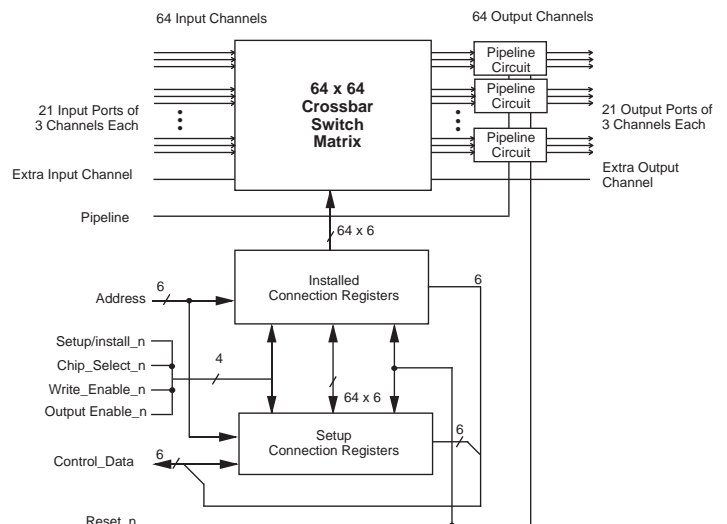 64 Input Channels
64 Output Channels
64 x 64
Crossbar
Switch
Matrix
Pipeline
Circuit
Pipeline
Circuit
Pipeline
Circuit
21 Input Ports of
3 Channels Each
21 Output Ports of
3 Channels Each
Extra Input Channel
Extra Output
Channel
Pipeline
64 x 6
Installed
Connection Registers
6
Address
6
Setup/install_n
Chip_Select_n
Write_Enable_n
Output Enable_n
4
64 x 6
Setup
Connection Registers
6
Control_Data
6
Reset_n